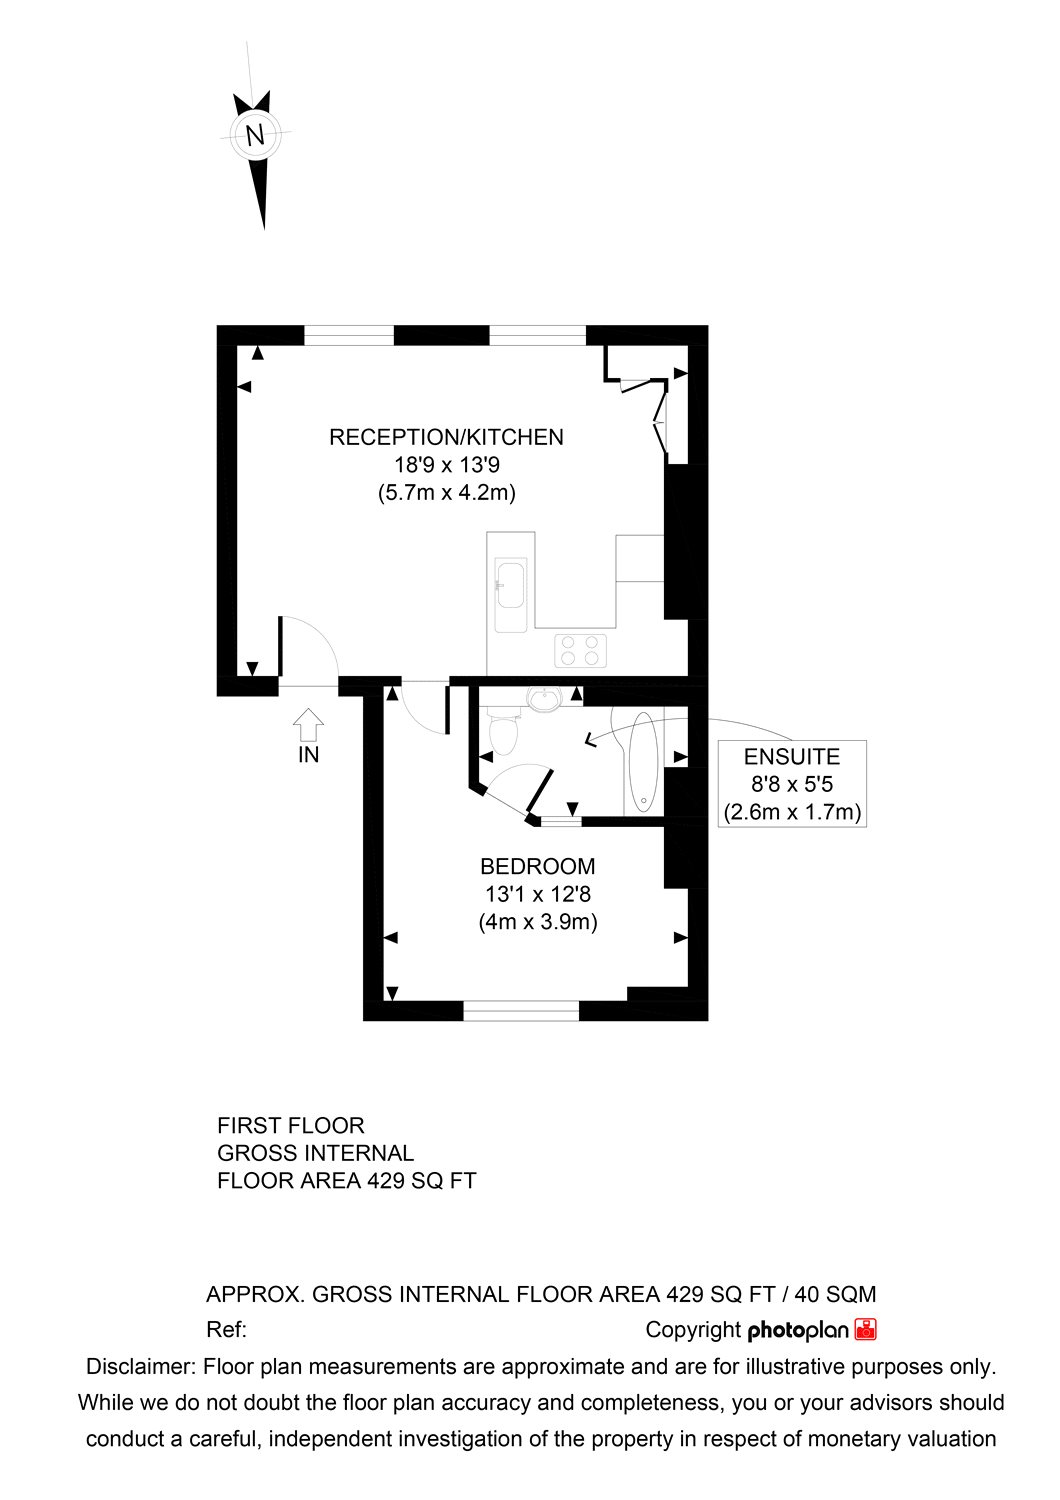 N
RECEPTION/KITCHEN
18'9 x 13'9
(5.7m x 4.2m)
IN
ENSUITE
8'8 x 5'5
(2.6m x 1.7m)
BEDROOM
13'1 x 12'8
(4m x 3.9m)
FIRST FLOOR
GROSS INTERNAL
FLOOR AREA 429 SQ FT
APPROX. GROSS INTERNAL FLOOR AREA 429 SQ FT / 40 SQM
Ref:
Copyright photoplan
Disclaimer: Floor plan measurements are approximate and are for illustrative purposes only.
While we do not doubt the floor plan accuracy and completeness, you or your advisors should
conduct a careful, independent investigation of the property in respect of monetary valuation